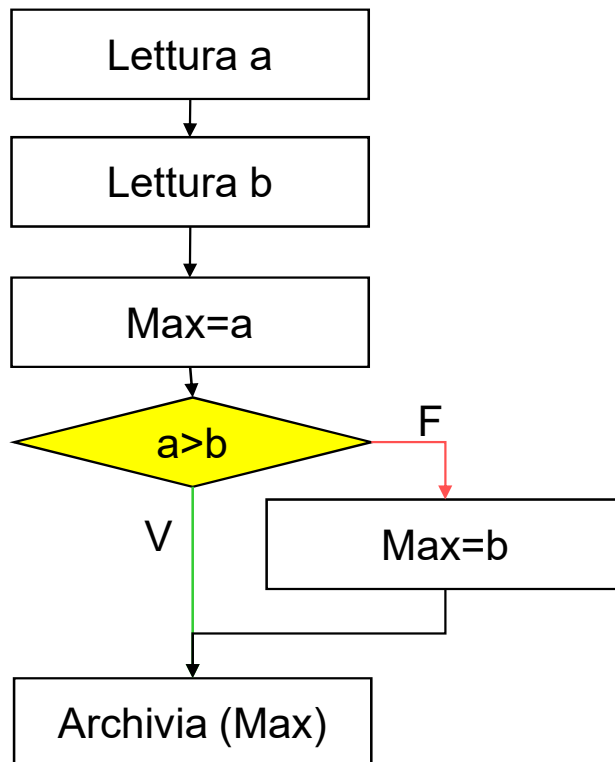 Lettura a
Lettura b
Max=a
a>b
F
V
Max=b
Archivia (Max)